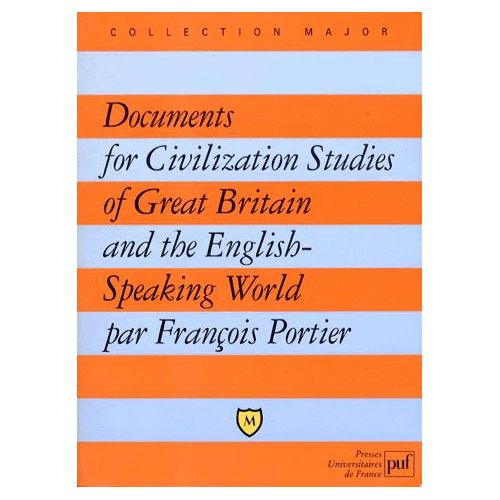 COLLECTION MAJOR
Documents
for Civilization Studies
of Great Britain
and the English-
Speaking World
par François Portier
M
Presses
Universitaires
de France
puf